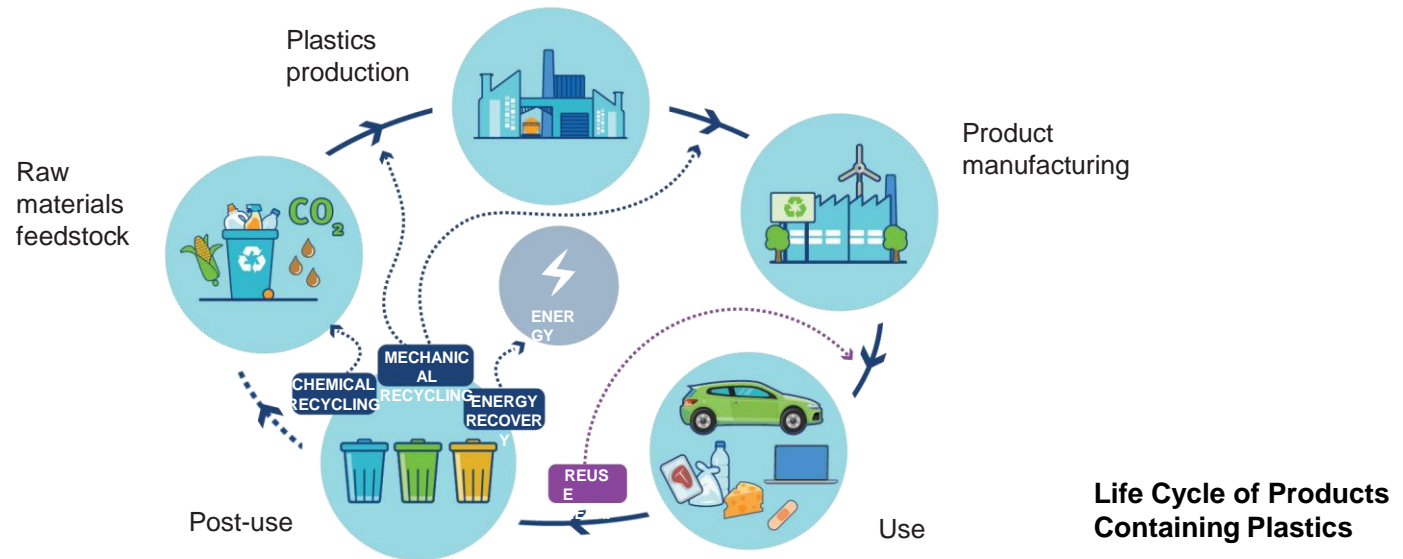 Plastics
production
Product
manufacturing
Raw
materials
feedstock
CO2
ENER
GY
MECHANIC
AL
RECYCLING
CHEMICAL
RECYCLING
ENERGY
RECOVER
Y
REUS
E
Post-use
Use
Life Cycle of Products
Containing Plastics